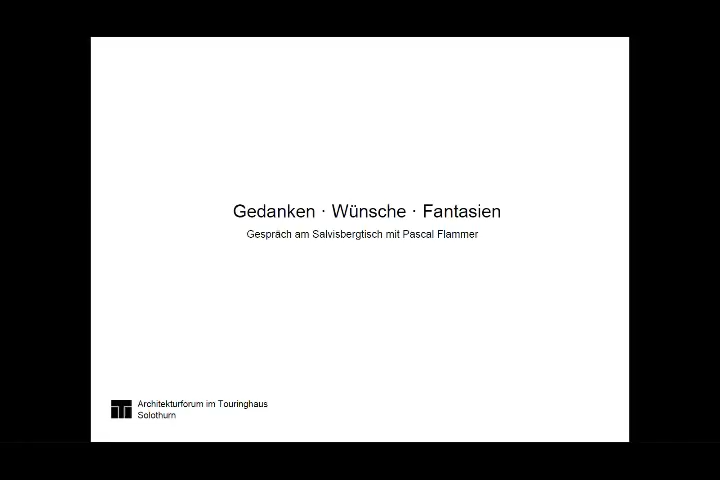 Gedanken · Wünsche · Fantasien
Gespräch am Salvisbergtisch mit Pascal Flammer
Architekturforum im Touringhaus
Solothurn